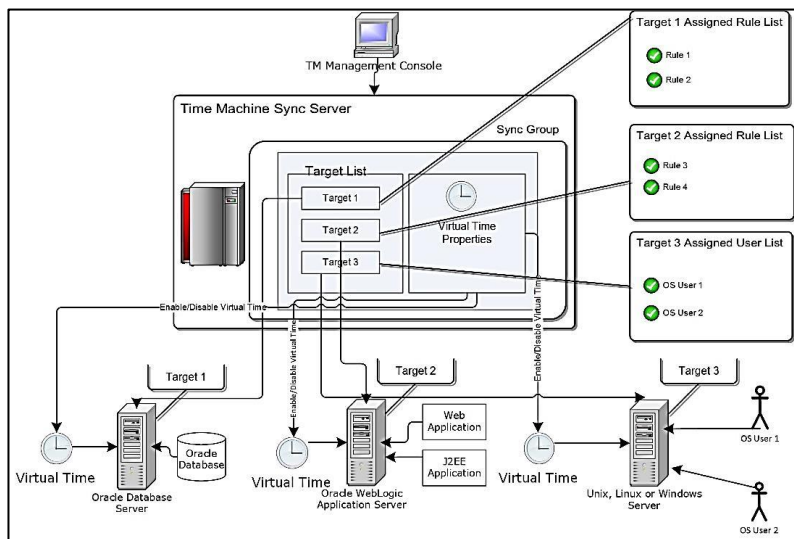 TM Management Console
Time Machine Sync Server
Sync Group
Target List
Target 1
Target 2
Target 3
Virtual Time
Properties
Target 1 Assigned Rule List
Rule 1
Rule 2
Target 2 Assigned Rule List
Rule 3
Rule 4
Target 3 Assigned User List
OS User 1
OS User 2
Enable/Disable Virtual Time
Enable/Disable Virtual Time
Enable/Disable Virtual Time
Target 1
Target 2
Target 3
Virtual Time
Oracle
Database
Oracle Database
Server
Virtual Time
Web
Application
J2EE
Application
Oracle WebLogic
Application Server
Virtual Time
Unix, Linux or Windows
Server
OS User 1
OS User 2